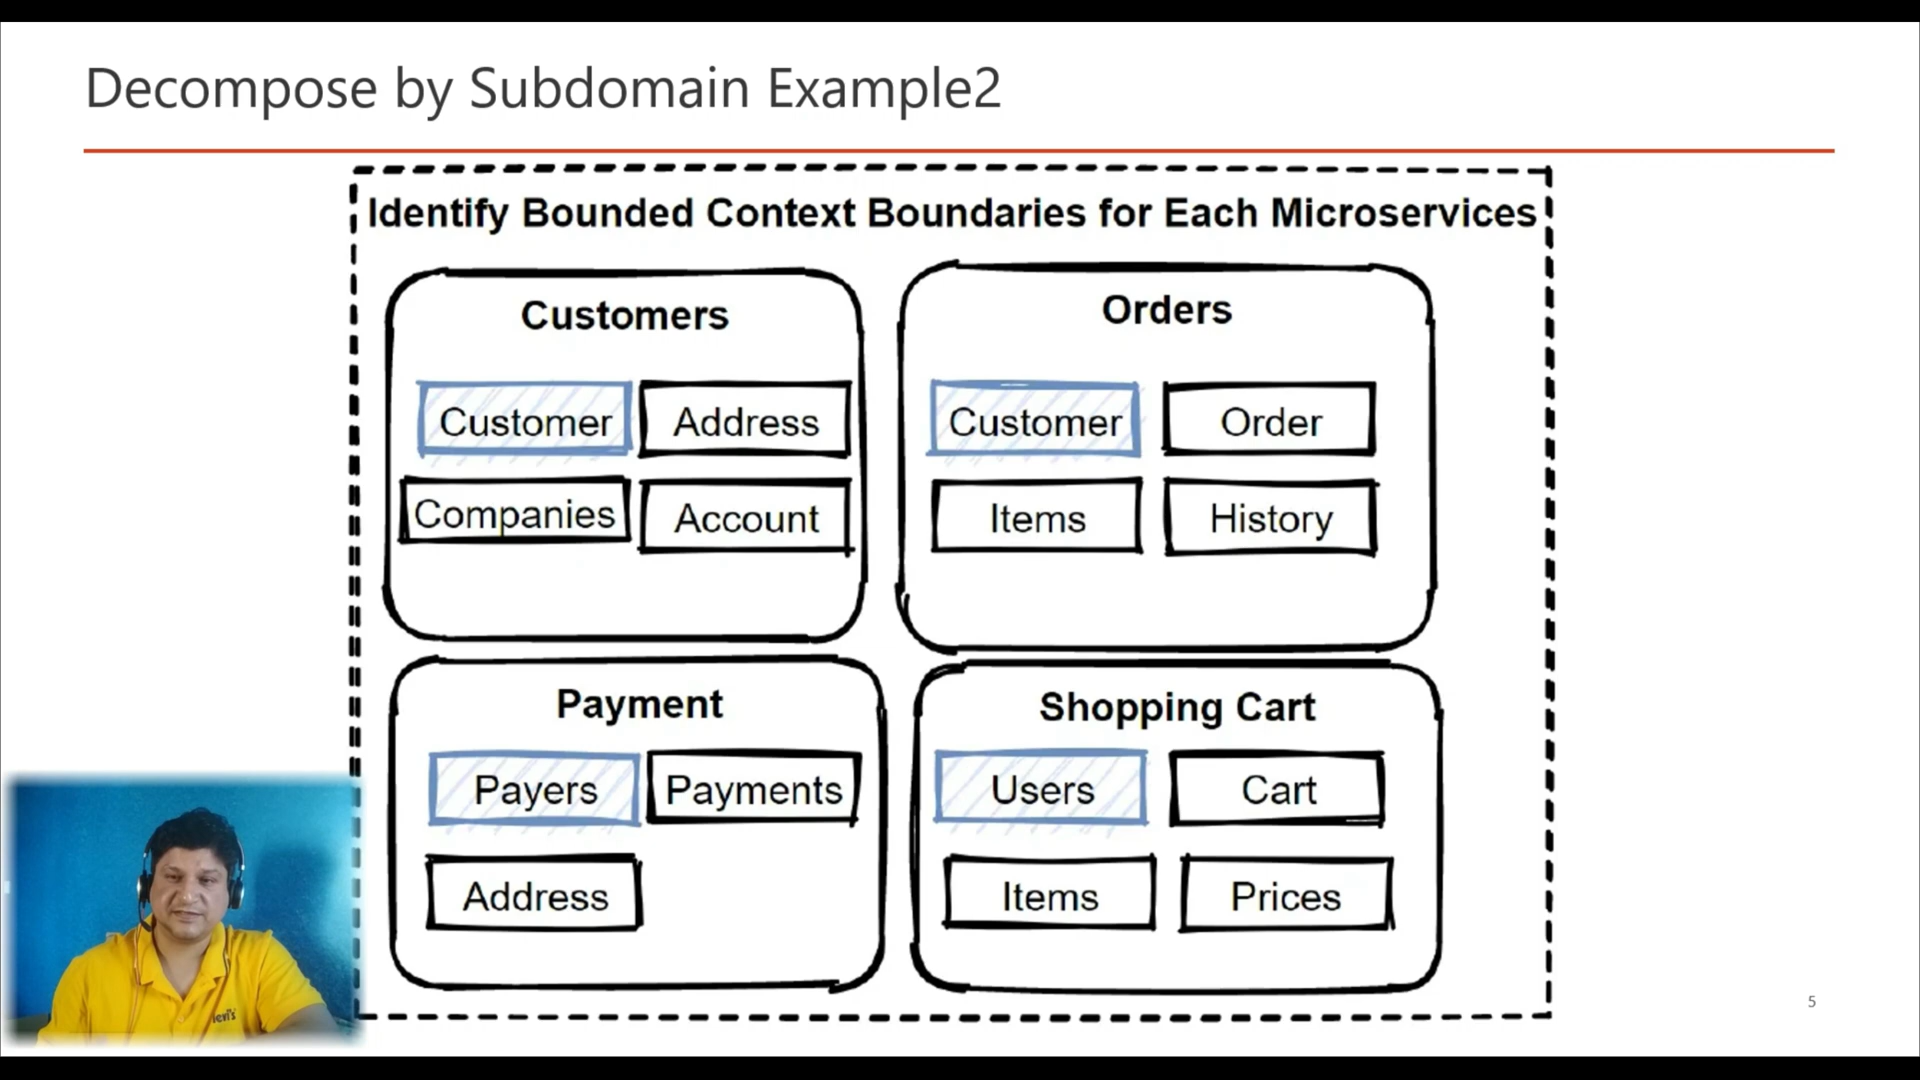 Decompose by Subdomain Example2
Identify Bounded Context Boundaries for Each Microservices
Customers
Customer
Address
Companies
Account
Orders
Customer
Order
Items
History
Payment
Payers
Payments
Address
Shopping Cart
Users
Cart
Items
Prices
levi's
5